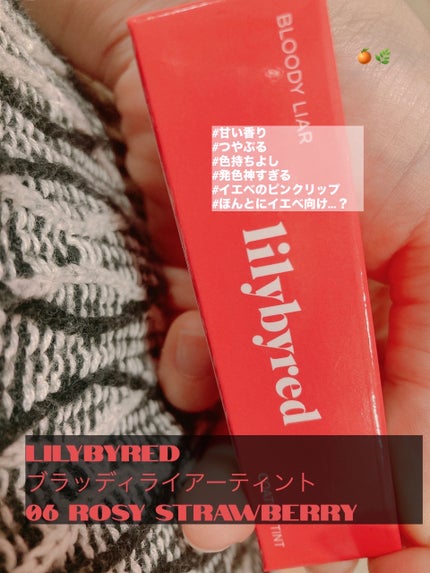 BLOODY LIAR
#甘い香り
#つやぷる
#色持ちよし
#発色神すぎる
#イエベのピンクリップ
#ほんとにイエベ向け…？
lilybyred
LILYBYRED
ブラッディライアーティント
06 ROSY STRAWBERRY
TINT